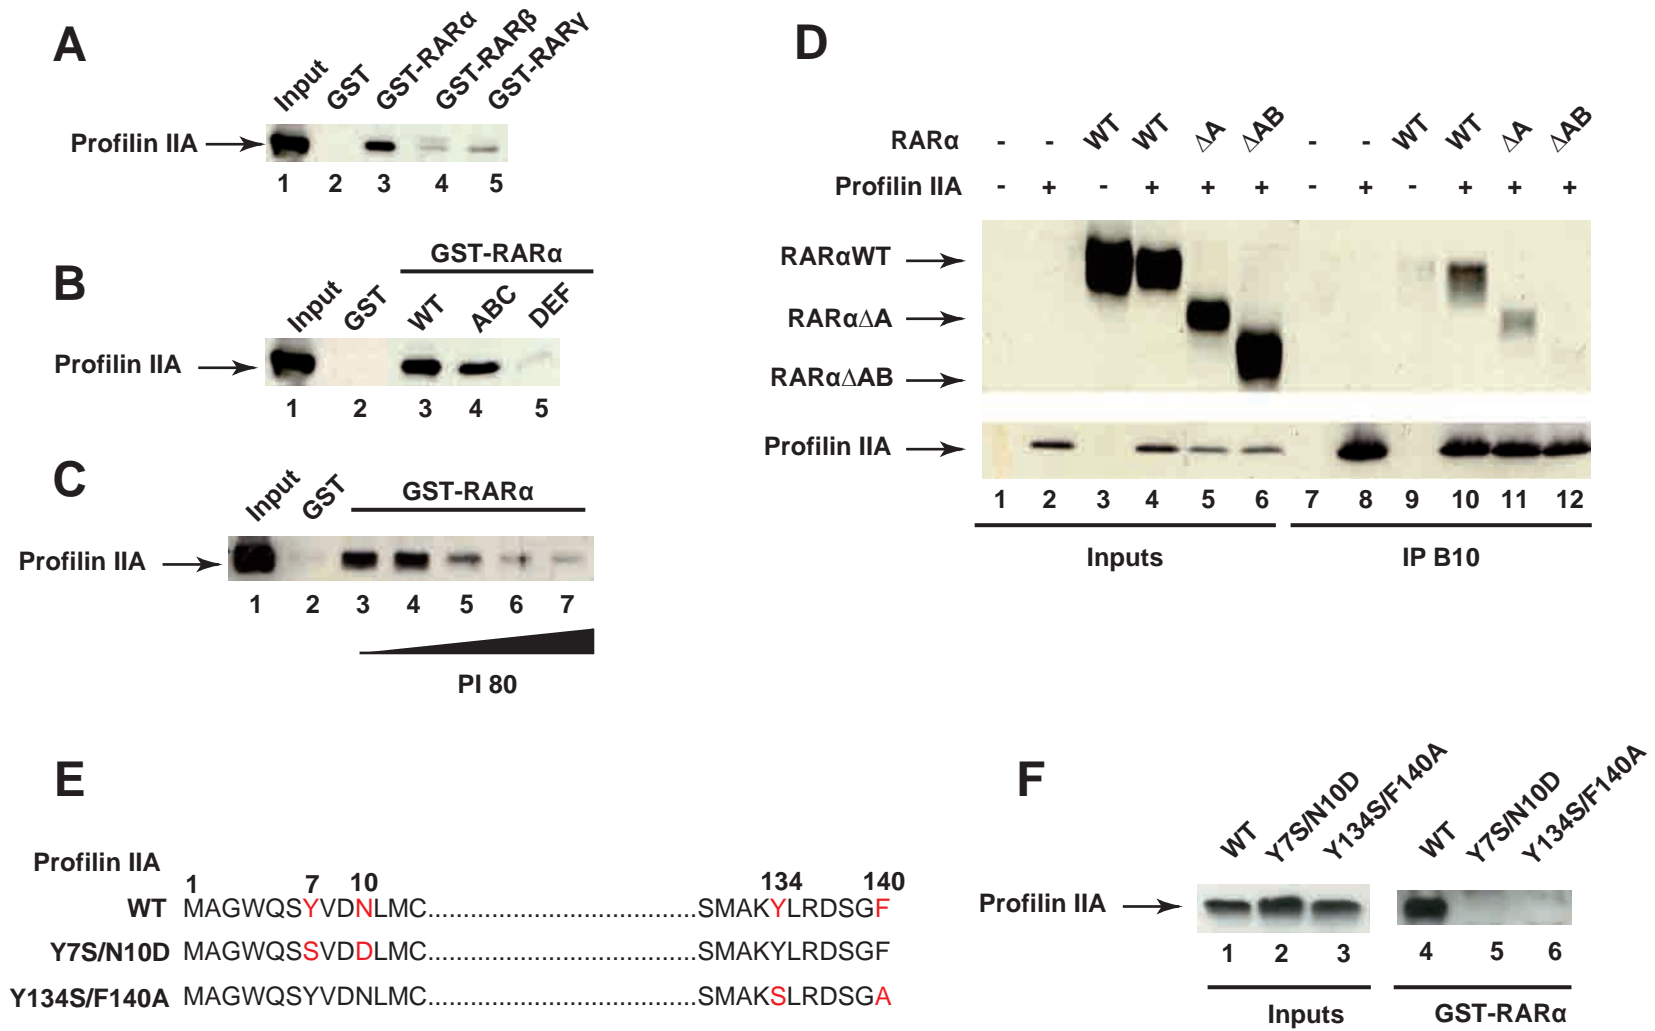 A
Input GST GST-RARα GST-RARβ GST-RARγ
Profilin IIA
1 2 3 4 5
B
GST-RARα
Input GST WT ABC DEF
Profilin IIA
1 2 3 4 5
C
Input GST GST-RARα
Profilin IIA
1 2 3 4 5 6 7
PI 80
D
RARα - - WT WT ΔA ΔAB - - WT WT ΔA ΔAB
Profilin IIA - + - + + + - + - + + +
RARαWT
RARαΔA
RARαΔAB
Profilin IIA
1 2 3 4 5 6 7 8 9 10 11 12
Inputs IP B10
E
Profilin IIA
1 7 10 134 140
WT MAGWQSYVDNLMC................................SMAKYLRDSGF
Y7S/N10D MAGWQSSVDDLMC................................SMAKYLRDSGF
Y134S/F140A MAGWQSYVDNLMC................................SMAKSLRDSGA
F
WT Y7S/N10D Y134S/F140A WT Y7S/N10D Y134S/F140A
Profilin IIA
1 2 3 4 5 6
Inputs GST-RARα